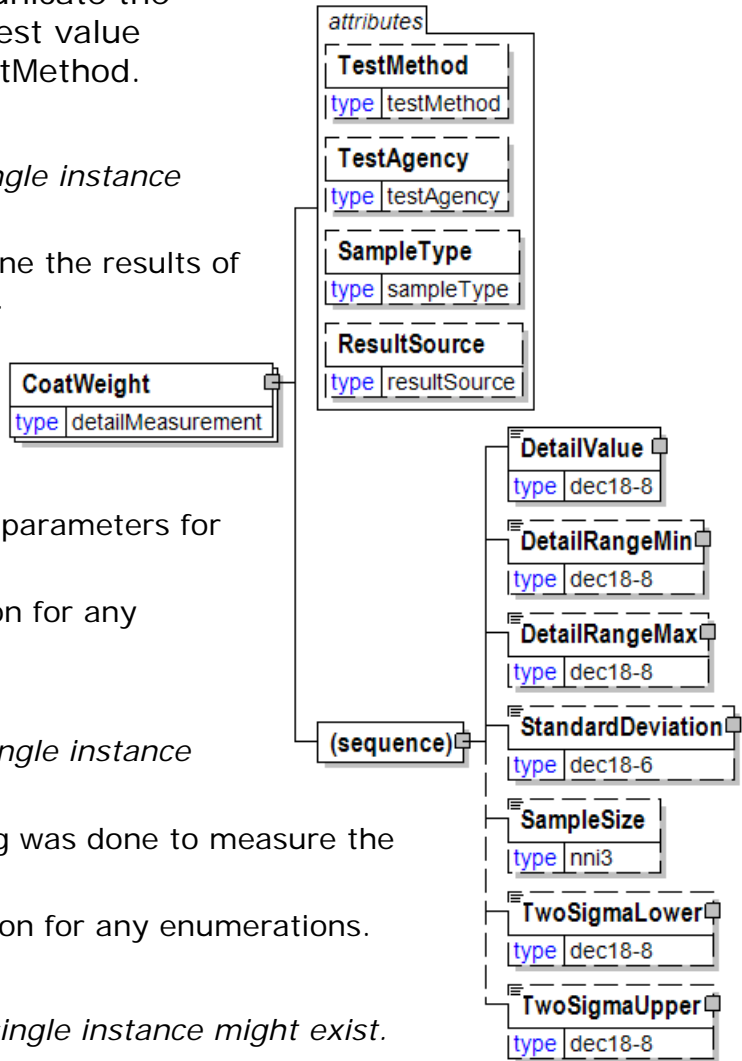 unicate the
est value
tMethod.
ngle instance
ne the results of
.
parameters for
on for any
ngle instance
g was done to measure the
on for any enumerations.
single instance might exist.
attributes
TestMethod
type testMethod
TestAgency
type testAgency
SampleType
type sampleType
ResultSource
type resultSource
CoatWeight
type detailMeasurement
(sequence)
DetailValue
type dec18-8
DetailRangeMin
type dec18-8
DetailRangeMax
type dec18-8
StandardDeviation
type dec18-6
SampleSize
type nni3
TwoSigmaLower
type dec18-8
TwoSigmaUpper
type dec18-8